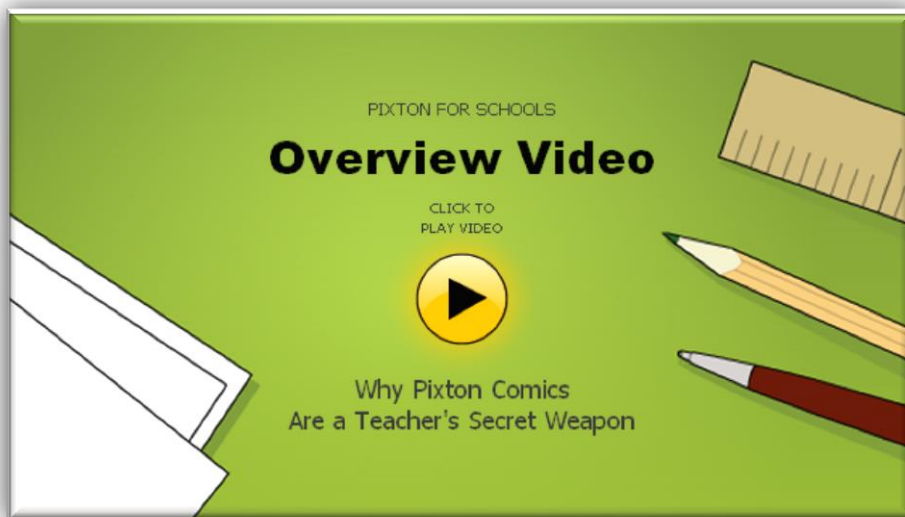 PIXTON FOR SCHOOLS
Overview Video
CLICK TO
PLAY VIDEO
Why Pixton Comics
Are a Teacher's Secret Weapon